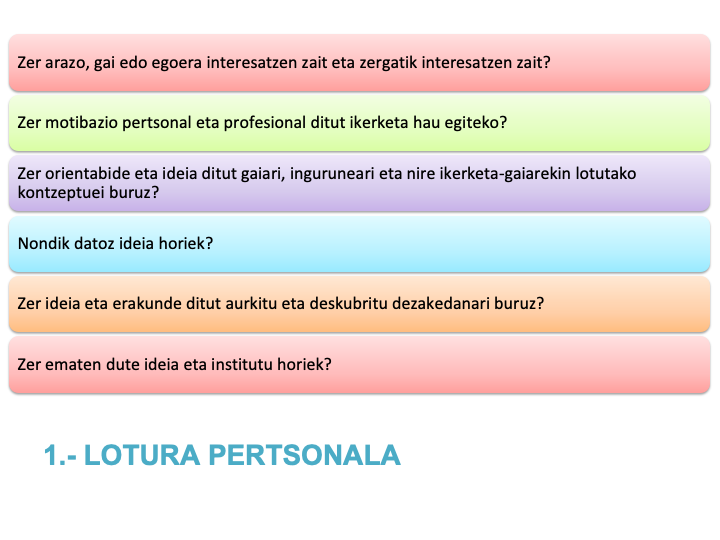 Zer arazo, gai edo egoera interesatzen zait eta zergatik interesatzen zait?
Zer motibazio pertsonal eta profesional ditut ikerketa hau egiteko?
Zer orientabide eta ideia ditut gaiari, inguruneari eta nire ikerketa-gaiarekin lotutako
kontzeptuei buruz?
Nondik datoz ideia horiek?
Zer ideia eta erakunde ditut aurkitu eta deskubritu dezakedanari buruz?
Zer ematen dute ideia eta institutu horiek?
1.- LOTURA PERTSONALA